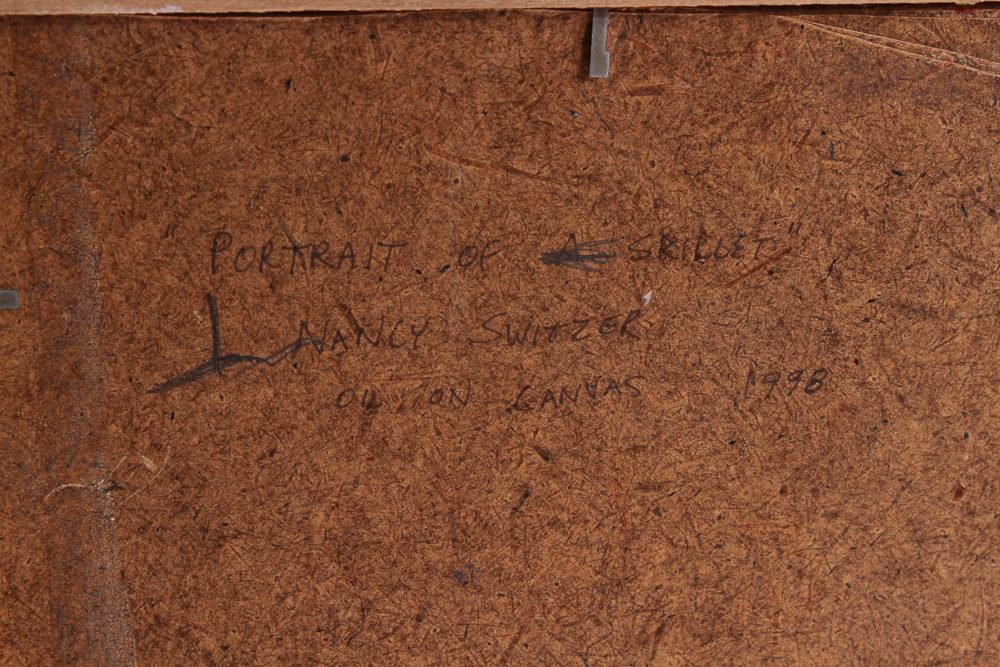 "PORTRAIT OF A SKILLET"
NANCY SWITZER
OIL ON CANVAS 1998